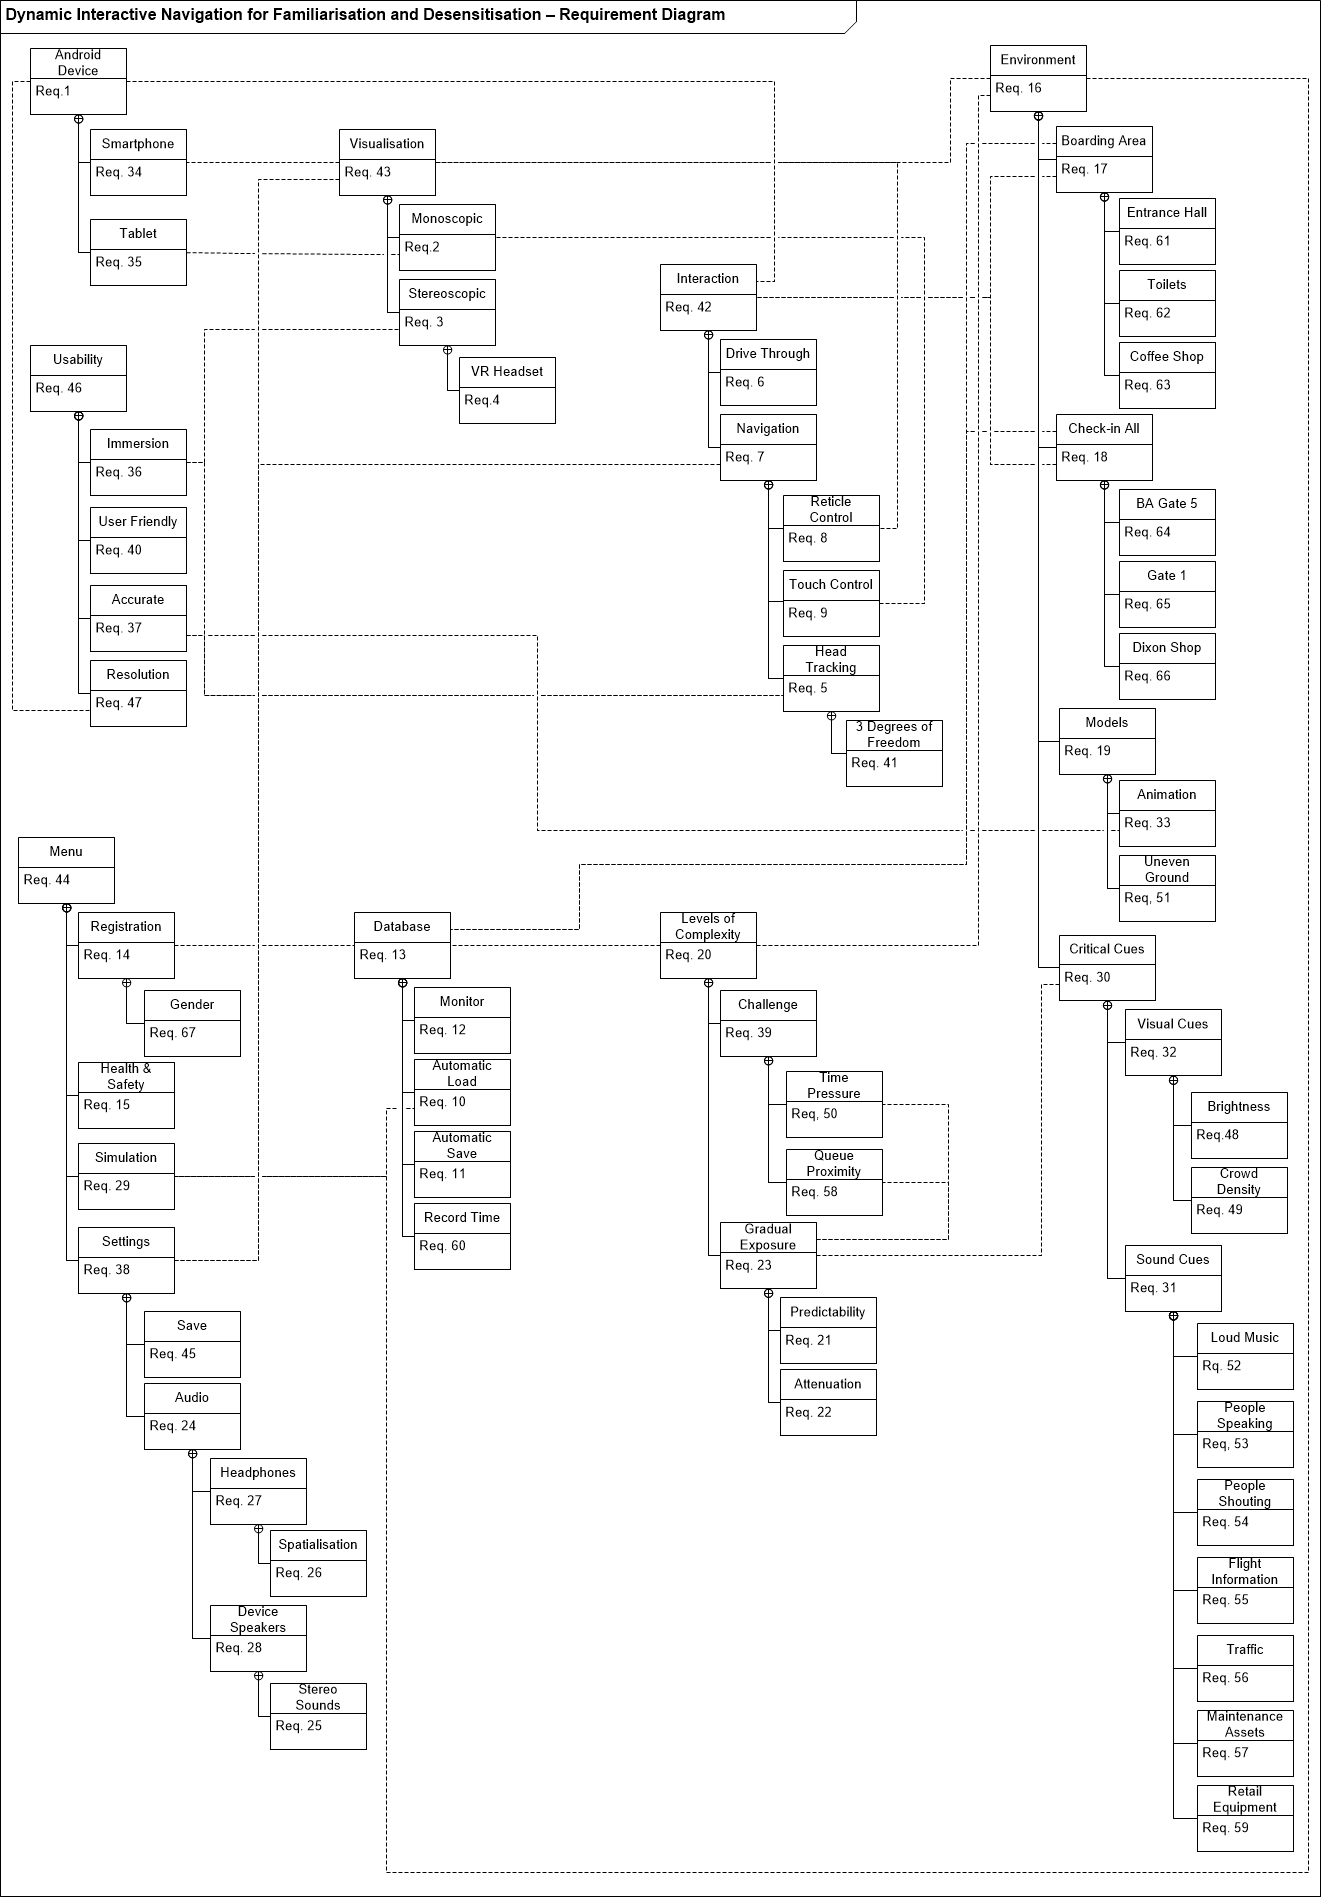 Dynamic Interactive Navigation for Familiarisation and Desensitisation – Requirement Diagram
Android
Device
Req.1
Smartphone
Req. 34
Tablet
Req. 35
Usability
Req. 46
Immersion
Req. 36
User Friendly
Req. 40
Accurate
Req. 37
Resolution
Req. 47
Visualisation
Req. 43
Monoscopic
Req.2
Stereoscopic
Req. 3
VR Headset
Req.4
Interaction
Req. 42
Drive Through
Req. 6
Navigation
Req. 7
Reticle
Control
Req. 8
Touch Control
Req. 9
Head
Tracking
Req. 5
3 Degrees of
Freedom
Req. 41
Environment
Req. 16
Boarding Area
Req. 17
Entrance Hall
Req. 61
Toilets
Req. 62
Coffee Shop
Req. 63
Check-in All
Req. 18
BA Gate 5
Req. 64
Gate 1
Req. 65
Dixon Shop
Req. 66
Models
Req. 19
Animation
Req. 33
Uneven
Ground
Req, 51
Critical Cues
Req. 30
Visual Cues
Req. 32
Brightness
Req.48
Crowd
Density
Req. 49
Sound Cues
Req. 31
Loud Music
Rq. 52
People
Speaking
Req, 53
People
Shouting
Req. 54
Flight
Information
Req. 55
Traffic
Req. 56
Maintenance
Assets
Req. 57
Retail
Equipment
Req. 59
Menu
Req. 44
Registration
Req. 14
Gender
Req. 67
Health &
Safety
Req. 15
Simulation
Req. 29
Settings
Req. 38
Save
Req. 45
Audio
Req. 24
Headphones
Req. 27
Spatialisation
Req. 26
Device
Speakers
Req. 28
Stereo
Sounds
Req. 25
Database
Req. 13
Monitor
Req. 12
Automatic
Load
Req. 10
Automatic
Save
Req. 11
Record Time
Req. 60
Levels of
Complexity
Req. 20
Challenge
Req. 39
Time
Pressure
Req, 50
Queue
Proximity
Req. 58
Gradual
Exposure
Req. 23
Predictability
Req. 21
Attenuation
Req. 22